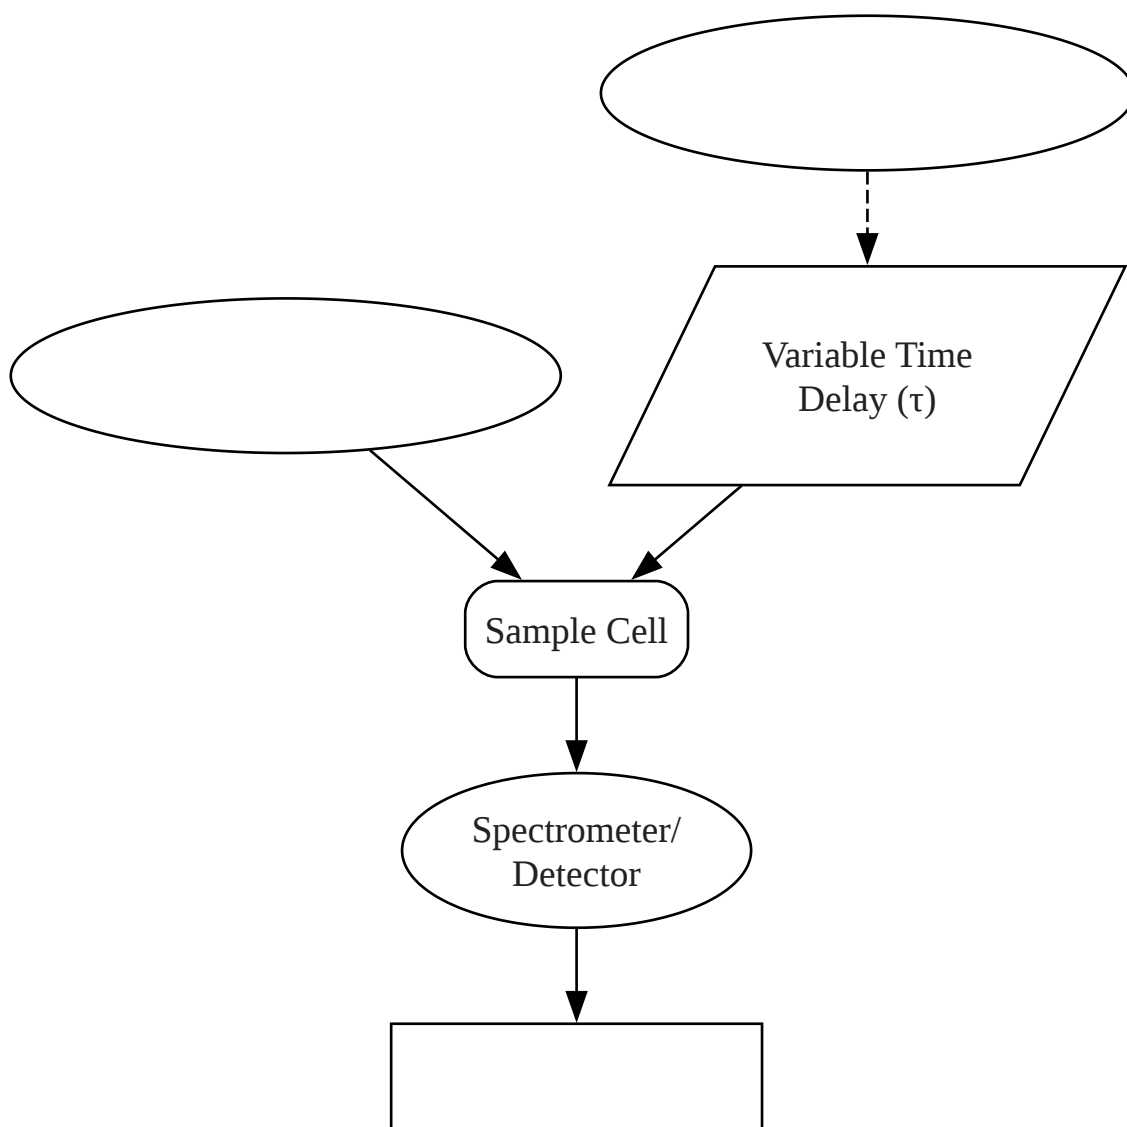 Variable Time
Delay (τ)
Sample Cell
Spectrometer/
Detector